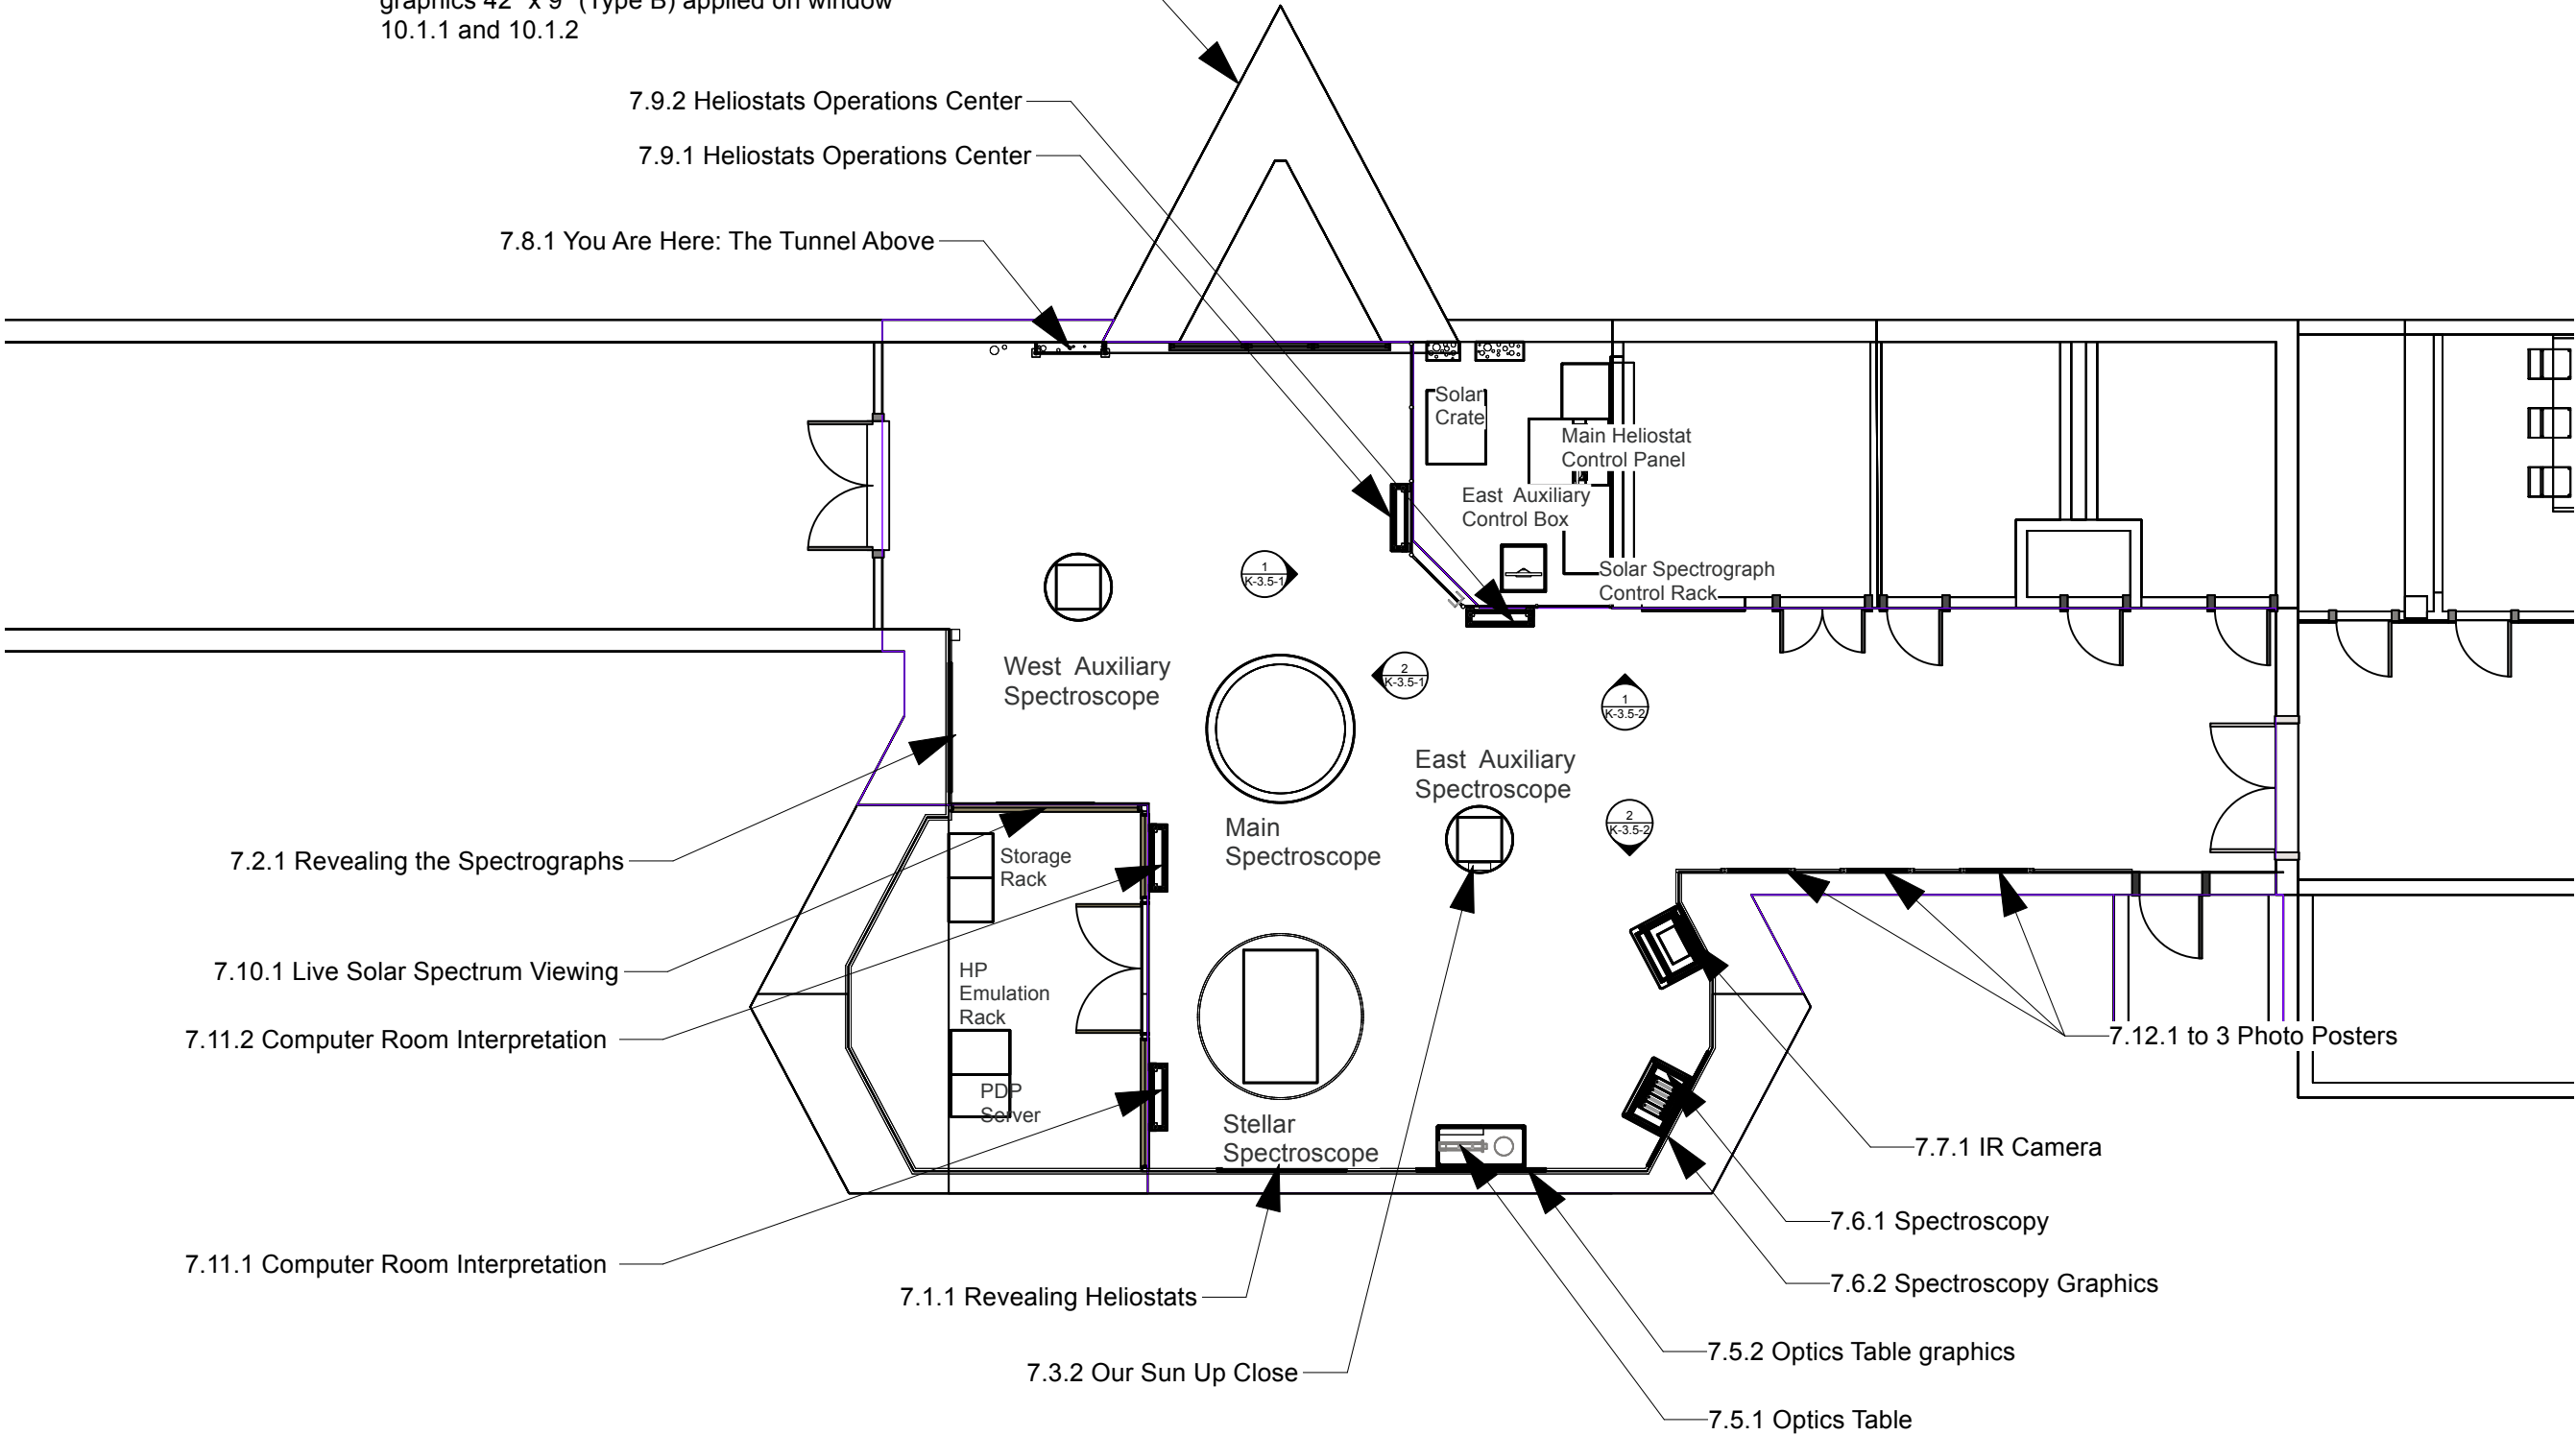 graphics 42" x 9" (Type B) applied on window
10.1.1 and 10.1.2
7.9.2 Heliostats Operations Center
7.9.1 Heliostats Operations Center
7.8.1 You Are Here: The Tunnel Above
Solar
Crate
Main Heliostat
Control Panel
East Auxiliary
Control Box
Solar Spectrograph
Control Rack
1
K-3.5-1
West Auxiliary
Spectroscope
2
K-3.5-1
1
K-3.5-2
East Auxiliary
Spectroscope
2
K-3.5-2
Main
Spectroscope
7.2.1 Revealing the Spectrographs
Storage
Rack
7.10.1 Live Solar Spectrum Viewing
HP
Emulation
Rack
7.11.2 Computer Room Interpretation
7.12.1 to 3 Photo Posters
PDP
Server
Stellar
Spectroscope
7.7.1 IR Camera
7.6.1 Spectroscopy
7.11.1 Computer Room Interpretation
7.6.2 Spectroscopy Graphics
7.1.1 Revealing Heliostats
7.5.2 Optics Table graphics
7.3.2 Our Sun Up Close
7.5.1 Optics Table